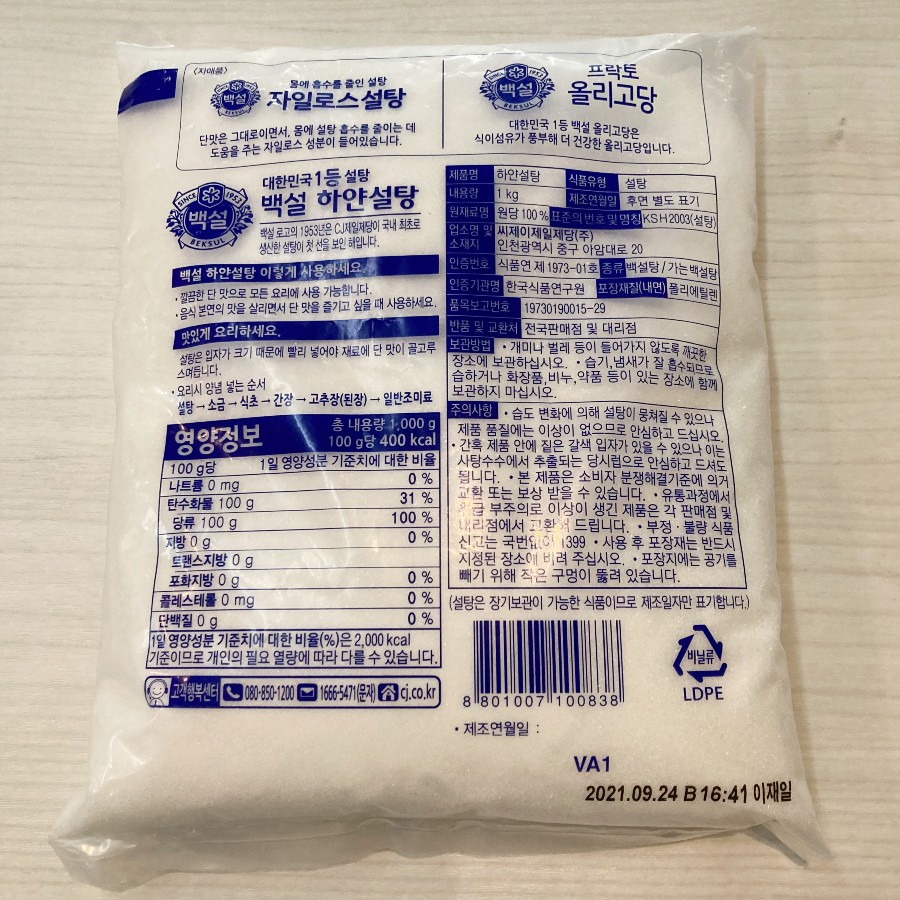 <자매품>
SINCE 1953
백설
BEKSUL
몸에 흡수를 줄인 설탕
자일로스설탕
단맛은 그대로이면서, 몸에 설탕 흡수를 줄이는 데
도움을 주는 자일로스 성분이 들어있습니다.
SINCE 1953
백설
BEKSUL
프락토
올리고당
대한민국 1등 백설 올리고당은
식이섬유가 풍부해 더 건강한 올리고당입니다.
SINCE 1953
백설
BEKSUL
대한민국 1등 설탕
백설 하얀설탕
백설 로고의 1953년은 CJ제일제당이 국내 최초로
생산한 설탕이 첫 선을 보인 해입니다.
백설 하얀설탕 이렇게 사용하세요.
• 깔끔한 단 맛으로 모든 요리에 사용 가능합니다.
• 음식 본연의 맛을 살리면서 단 맛을 즐기고 싶을 때 사용하세요.
맛있게 요리하세요.
설탕은 입자가 크기 때문에 빨리 넣어야 재료에 단 맛이 골고루
스며듭니다.
• 요리시 양념 넣는 순서
설탕 → 소금 → 식초 → 간장 → 고추장(된장) → 일반조미료
영양정보
총 내용량 1,000 g
100 g당 400 kcal
100 g당 1일 영양성분 기준치에 대한 비율
나트륨 0 mg 0 %
탄수화물 100 g 31 %
당류 100 g 100 %
지방 0 g 0 %
트랜스지방 0 g
포화지방 0 g 0 %
콜레스테롤 0 mg 0 %
단백질 0 g 0 %
1일 영양성분 기준치에 대한 비율(%)은 2,000 kcal
기준이므로 개인의 필요 열량에 따라 다를 수 있습니다.
고객행복센터 080-850-1200 1666-5471(문자) cj.co.kr
제품명 하얀설탕 식품유형 설탕
내용량 1 kg 제조연월일 후면 별도 표기
원재료명 원당 100 % 표준의 번호 및 명칭 KS H 2003(설탕)
업소명 및 소재지 씨제이제일제당(주)
인천광역시 중구 아암대로 20
인증번호 식품연 제1973-01호 종류 백설탕 / 가는 백설탕
인증기관명 한국식품연구원 포장재질(내면) 폴리에틸렌
품목보고번호 19730190015-29
반품 및 교환처 전국판매점 및 대리점
보관방법 • 개미나 벌레 등이 들어가지 않도록 깨끗한
장소에 보관하십시오. • 습기,냄새가 잘 흡수되므로
습하거나 화장품,비누,약품 등이 있는 장소에 함께
보관하지 마십시오.
주의사항 • 습도 변화에 의해 설탕이 뭉쳐질 수 있으나
제품 품질에는 이상이 없으므로 안심하고 드십시오.
• 간혹 제품 안에 짙은 갈색 입자가 있을 수 있으나 이는
사탕수수에서 추출되는 당시럽으로 안심하고 드셔도
됩니다. • 본 제품은 소비자 분쟁해결기준에 의거
교환 또는 보상 받을 수 있습니다. • 유통과정에서
취급 부주의로 이상이 생긴 제품은 각 판매점 및
대리점에서 교환해 드립니다. • 부정 · 불량 식품
신고는 국번없이 1399 • 사용 후 포장재는 반드시
지정된 장소에 버려 주십시오. • 포장지에는 공기를
빼기 위해 작은 구멍이 뚫려 있습니다.
(설탕은 장기보관이 가능한 식품이므로 제조일자만 표기합니다.)
8 801007 100838
비닐류
LDPE
• 제조연월일 :
VA1
2021.09.24 B 16:41 이재일